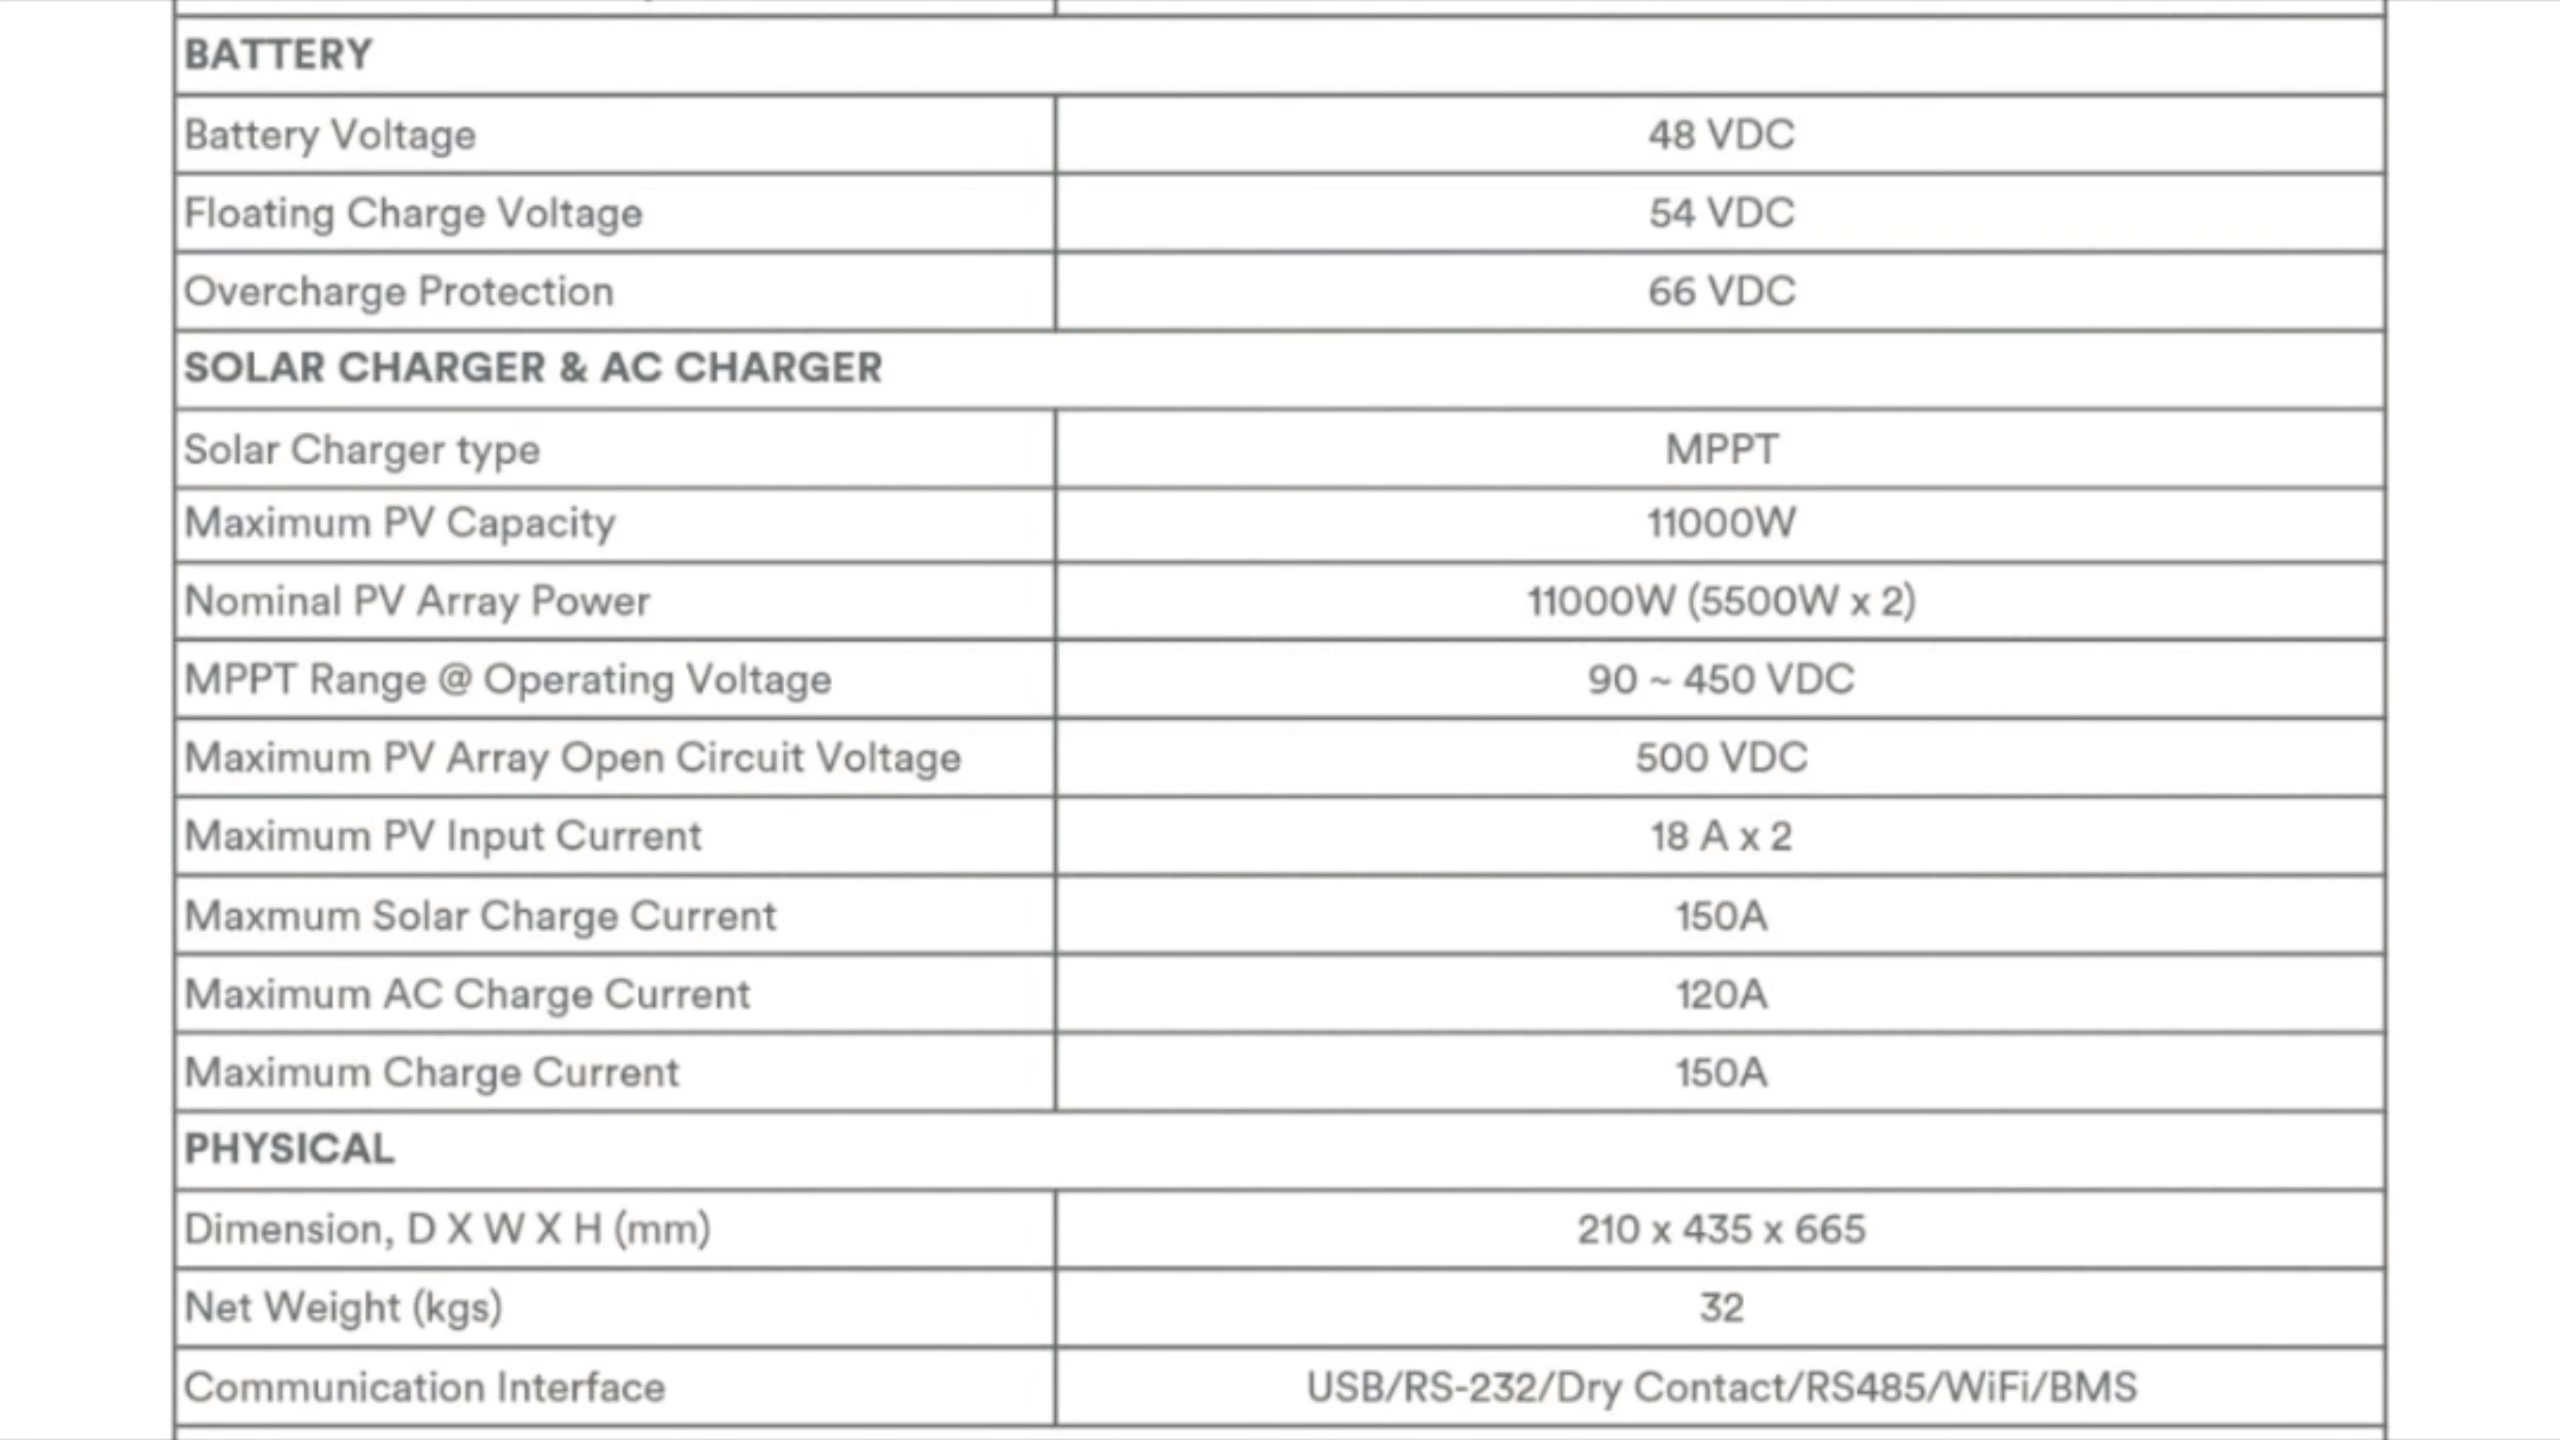 BATTERY
Battery Voltage 48 VDC
Floating Charge Voltage 54 VDC
Overcharge Protection 66 VDC
SOLAR CHARGER & AC CHARGER
Solar Charger type MPPT
Maximum PV Capacity 11000W
Nominal PV Array Power 11000W (5500W x 2)
MPPT Range @ Operating Voltage 90 ~ 450 VDC
Maximum PV Array Open Circuit Voltage 500 VDC
Maximum PV Input Current 18 A x 2
Maxmum Solar Charge Current 150A
Maximum AC Charge Current 120A
Maximum Charge Current 150A
PHYSICAL
Dimension, D X W X H (mm) 210 x 435 x 665
Net Weight (kgs) 32
Communication Interface USB/RS-232/Dry Contact/RS485/WiFi/BMS